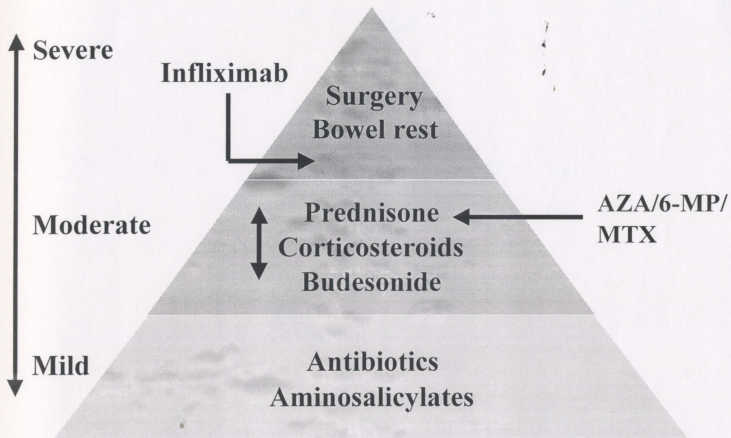 Severe
Infliximab
Surgery
Bowel rest
Moderate
Prednisone
Corticosteroids
Budesonide
AZA/6-MP/
MTX
Mild
Antibiotics
Aminosalicylates